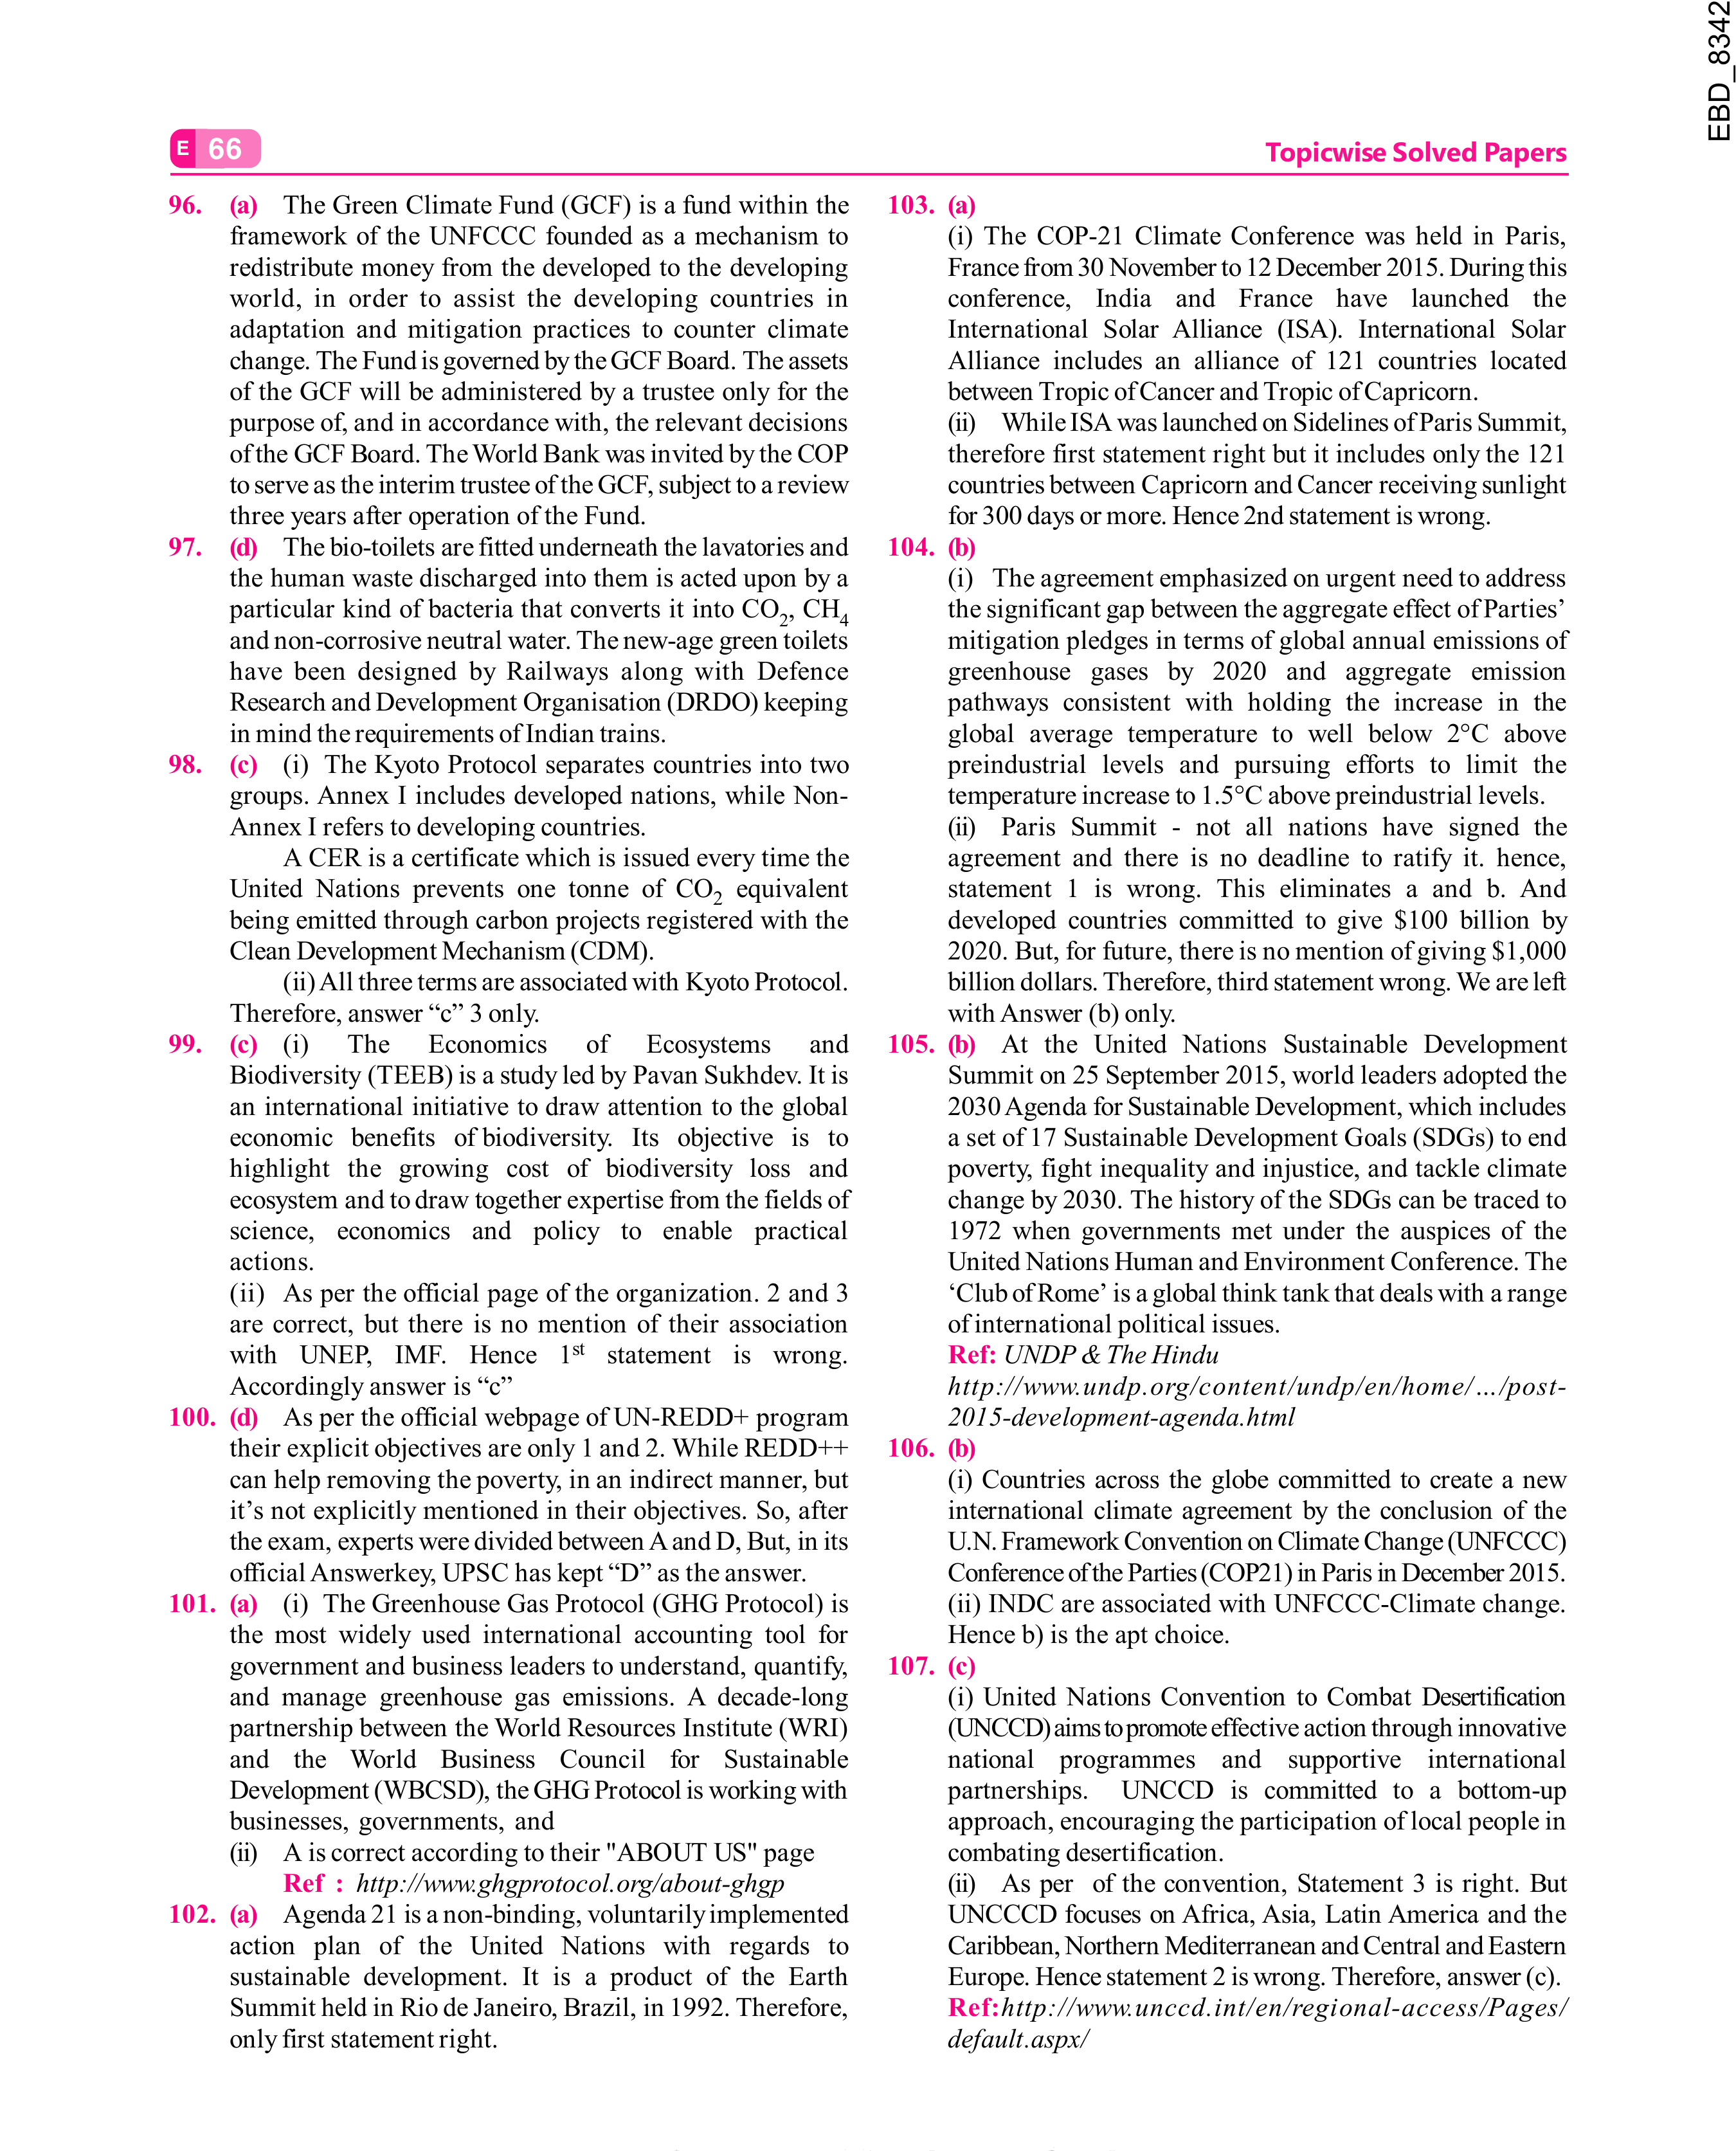 EBD_8342
E 66
Topicwise Solved Papers
96. (a) The Green Climate Fund (GCF) is a fund within the
framework of the UNFCCC founded as a mechanism to
redistribute money from the developed to the developing
world, in order to assist the developing countries in
adaptation and mitigation practices to counter climate
change. The Fund is governed by the GCF Board. The assets
of the GCF will be administered by a trustee only for the
purpose of, and in accordance with, the relevant decisions
of the GCF Board. The World Bank was invited by the COP
to serve as the interim trustee of the GCF, subject to a review
three years after operation of the Fund.
97. (d) The bio-toilets are fitted underneath the lavatories and
the human waste discharged into them is acted upon by a
particular kind of bacteria that converts it into CO₂, CH₄
and non-corrosive neutral water. The new-age green toilets
have been designed by Railways along with Defence
Research and Development Organisation (DRDO) keeping
in mind the requirements of Indian trains.
98. (c) (i) The Kyoto Protocol separates countries into two
groups. Annex I includes developed nations, while Non-
Annex I refers to developing countries.
A CER is a certificate which is issued every time the
United Nations prevents one tonne of CO₂ equivalent
being emitted through carbon projects registered with the
Clean Development Mechanism (CDM).
(ii) All three terms are associated with Kyoto Protocol.
Therefore, answer “c” 3 only.
99. (c) (i) The Economics of Ecosystems and
Biodiversity (TEEB) is a study led by Pavan Sukhdev. It is
an international initiative to draw attention to the global
economic benefits of biodiversity. Its objective is to
highlight the growing cost of biodiversity loss and
ecosystem and to draw together expertise from the fields of
science, economics and policy to enable practical
actions.
(ii) As per the official page of the organization. 2 and 3
are correct, but there is no mention of their association
with UNEP, IMF. Hence 1st statement is wrong.
Accordingly answer is “c”
100. (d) As per the official webpage of UN-REDD+ program
their explicit objectives are only 1 and 2. While REDD++
can help removing the poverty, in an indirect manner, but
it’s not explicitly mentioned in their objectives. So, after
the exam, experts were divided between A and D, But, in its
official Answerkey, UPSC has kept “D” as the answer.
101. (a) (i) The Greenhouse Gas Protocol (GHG Protocol) is
the most widely used international accounting tool for
government and business leaders to understand, quantify,
and manage greenhouse gas emissions. A decade-long
partnership between the World Resources Institute (WRI)
and the World Business Council for Sustainable
Development (WBCSD), the GHG Protocol is working with
businesses, governments, and
(ii) A is correct according to their "ABOUT US" page
Ref : http://www.ghgprotocol.org/about-ghgp
102. (a) Agenda 21 is a non-binding, voluntarily implemented
action plan of the United Nations with regards to
sustainable development. It is a product of the Earth
Summit held in Rio de Janeiro, Brazil, in 1992. Therefore,
only first statement right.
103. (a)
(i) The COP-21 Climate Conference was held in Paris,
France from 30 November to 12 December 2015. During this
conference, India and France have launched the
International Solar Alliance (ISA). International Solar
Alliance includes an alliance of 121 countries located
between Tropic of Cancer and Tropic of Capricorn.
(ii) While ISA was launched on Sidelines of Paris Summit,
therefore first statement right but it includes only the 121
countries between Capricorn and Cancer receiving sunlight
for 300 days or more. Hence 2nd statement is wrong.
104. (b)
(i) The agreement emphasized on urgent need to address
the significant gap between the aggregate effect of Parties’
mitigation pledges in terms of global annual emissions of
greenhouse gases by 2020 and aggregate emission
pathways consistent with holding the increase in the
global average temperature to well below 2°C above
preindustrial levels and pursuing efforts to limit the
temperature increase to 1.5°C above preindustrial levels.
(ii) Paris Summit - not all nations have signed the
agreement and there is no deadline to ratify it. hence,
statement 1 is wrong. This eliminates a and b. And
developed countries committed to give $100 billion by
2020. But, for future, there is no mention of giving $1,000
billion dollars. Therefore, third statement wrong. We are left
with Answer (b) only.
105. (b) At the United Nations Sustainable Development
Summit on 25 September 2015, world leaders adopted the
2030 Agenda for Sustainable Development, which includes
a set of 17 Sustainable Development Goals (SDGs) to end
poverty, fight inequality and injustice, and tackle climate
change by 2030. The history of the SDGs can be traced to
1972 when governments met under the auspices of the
United Nations Human and Environment Conference. The
‘Club of Rome’ is a global think tank that deals with a range
of international political issues.
Ref: UNDP & The Hindu
http://www.undp.org/content/undp/en/home/.../post-
2015-development-agenda.html
106. (b)
(i) Countries across the globe committed to create a new
international climate agreement by the conclusion of the
U.N. Framework Convention on Climate Change (UNFCCC)
Conference of the Parties (COP21) in Paris in December 2015.
(ii) INDC are associated with UNFCCC-Climate change.
Hence b) is the apt choice.
107. (c)
(i) United Nations Convention to Combat Desertification
(UNCCD) aims to promote effective action through innovative
national programmes and supportive international
partnerships. UNCCD is committed to a bottom-up
approach, encouraging the participation of local people in
combating desertification.
(ii) As per of the convention, Statement 3 is right. But
UNCCCD focuses on Africa, Asia, Latin America and the
Caribbean, Northern Mediterranean and Central and Eastern
Europe. Hence statement 2 is wrong. Therefore, answer (c).
Ref:http://www.unccd.int/en/regional-access/Pages/
default.aspx/